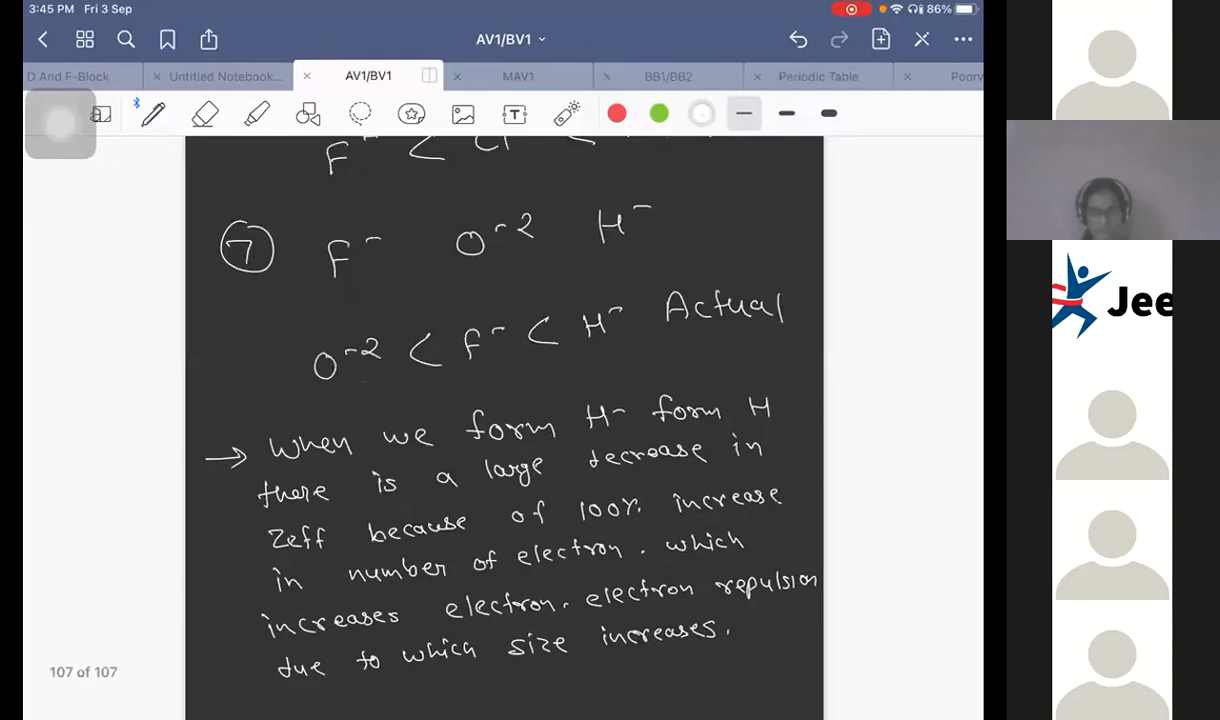 3:45 PM Fri 3 Sep
86%
AV1/BV1
D And F-Block
Untitled Notebook...
AV1/BV1
MAV1
BB1/BB2
Periodic Table
Poorv
F⁻ < Cl <
7 F⁻ O⁻² H⁻
O⁻² < F⁻ < H⁻ Actual
→ When we form H⁻ form H
there is a large decrease in
Zeff because of 100% increase
in number of electron. which
increases electron. electron repulsion
due to which size increases.
107 of 107
Jee